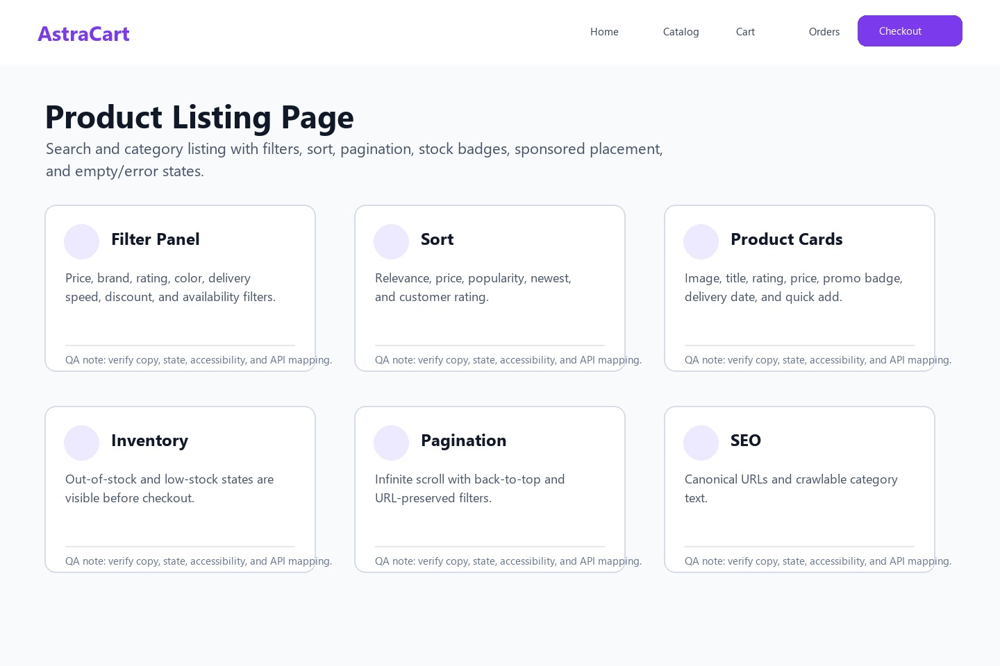 AstraCart
Home
Catalog
Cart
Orders
Checkout
Product Listing Page
Search and category listing with filters, sort, pagination, stock badges, sponsored placement,
and empty/error states.
Filter Panel
Price, brand, rating, color, delivery
speed, discount, and availability filters.
QA note: verify copy, state, accessibility, and API mapping.
Sort
Relevance, price, popularity, newest,
and customer rating.
QA note: verify copy, state, accessibility, and API mapping.
Product Cards
Image, title, rating, price, promo badge,
delivery date, and quick add.
QA note: verify copy, state, accessibility, and API mapping.
Inventory
Out-of-stock and low-stock states are
visible before checkout.
QA note: verify copy, state, accessibility, and API mapping.
Pagination
Infinite scroll with back-to-top and
URL-preserved filters.
QA note: verify copy, state, accessibility, and API mapping.
SEO
Canonical URLs and crawlable category
text.
QA note: verify copy, state, accessibility, and API mapping.